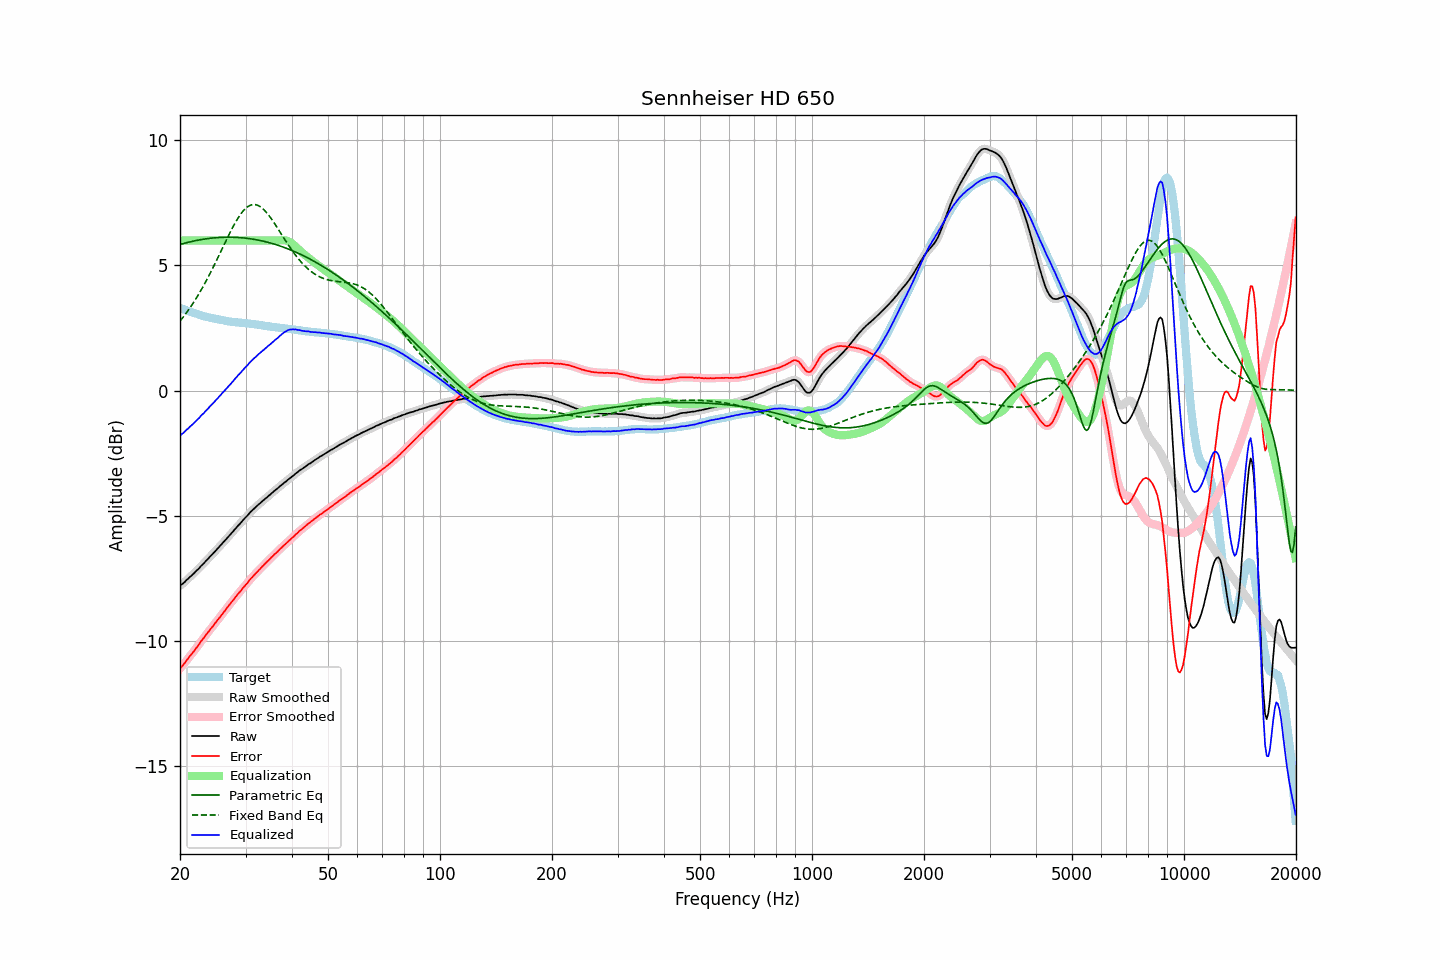 Sennheiser HD 650
Amplitude (dBr)
10
5
0
−5
−10
−15
Target
Raw Smoothed
Error Smoothed
Raw
Error
Equalization
Parametric Eq
Fixed Band Eq
Equalized
20 50 100 200 500 1000 2000 5000 10000 20000
Frequency (Hz)